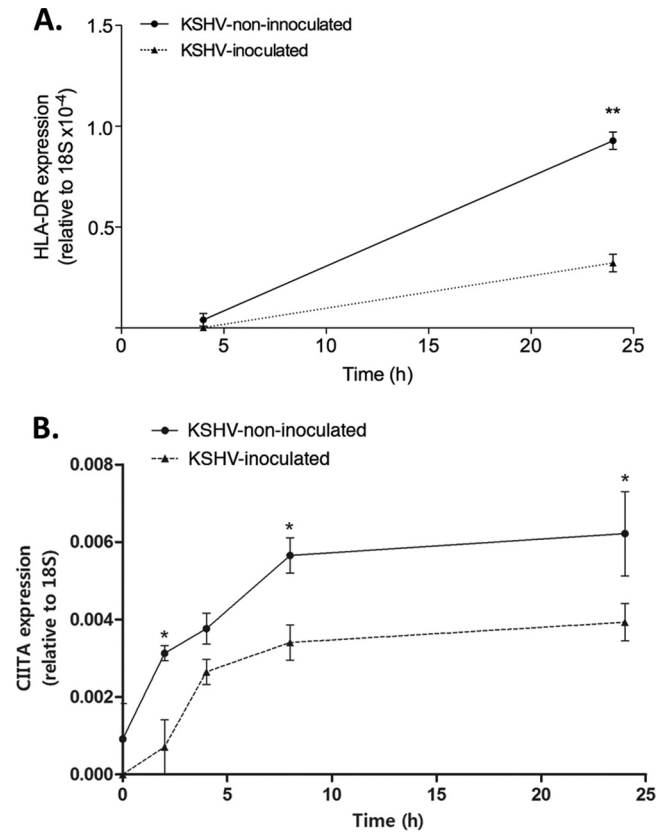 A.
KSHV-non-innoculated
KSHV-inoculated
HLA-DR expression
(relative to 18S x10-4)
1.5
1.0
0.5
**
0 5 10 15 20 25
Time (h)
B.
KSHV-non-inoculated
KSHV-inoculated
CIITA expression
(relative to 18S)
0.008
0.006
0.004
0.002
0.000
*
*
*
0 5 10 15 20 25
Time (h)